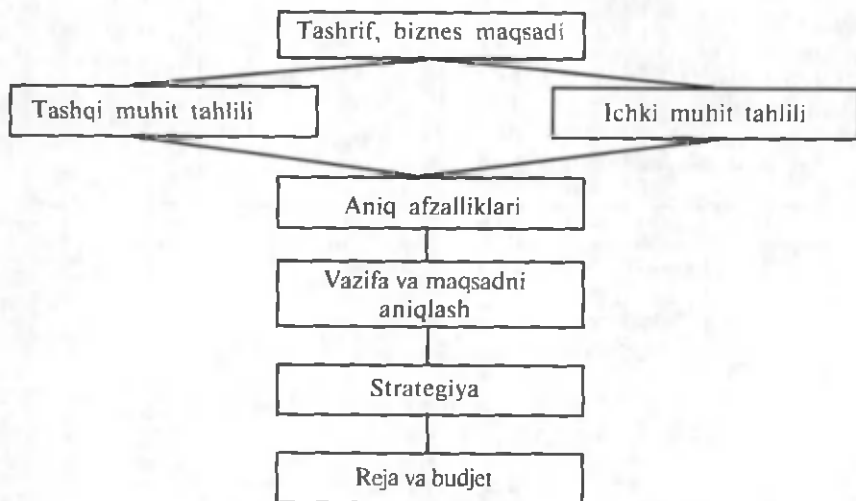 Tashrif, biznes maqsadi
Tashqi muhit tahlili
Ichki muhit tahlili
Aniq afzalliklari
Vazifa va maqsadni
aniqlash
Strategiya
Reja va budjet